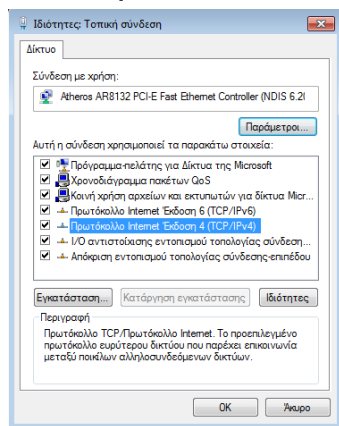 Ιδιότητες: Τοπική σύνδεση
Δίκτυο
Σύνδεση με χρήση:
Atheros AR8132 PCI-E Fast Ethernet Controller (NDIS 6.2(
Παράμετροι...
Αυτή η σύνδεση χρησιμοποιεί τα παρακάτω στοιχεία:
Πρόγραμμα-πελάτης για Δίκτυα της Microsoft
Χρονοδιάγραμμα πακέτων QoS
Κοινή χρήση αρχείων και εκτυπωτών για δίκτυα Micr...
Πρωτόκολλο Internet Έκδοση 6 (TCP/IPv6)
Πρωτόκολλο Internet Έκδοση 4 (TCP/IPv4)
I/O αντιστοίχισης εντοπισμού τοπολογίας σύνδεση...
Απόκριση εντοπισμού τοπολογίας σύνδεσης-επιπέδου
Εγκατάσταση... Κατάργηση εγκατάστασης Ιδιότητες
Περιγραφή
Πρωτόκολλο TCP/Πρωτόκολλο Internet. Το προεπιλεγμένο
πρωτόκολλο ευρύτερου δικτύου που παρέχει επικοινωνία
μεταξύ ποικίλων αλληλοσυνδεόμενων δικτύων.
OK Άκυρο